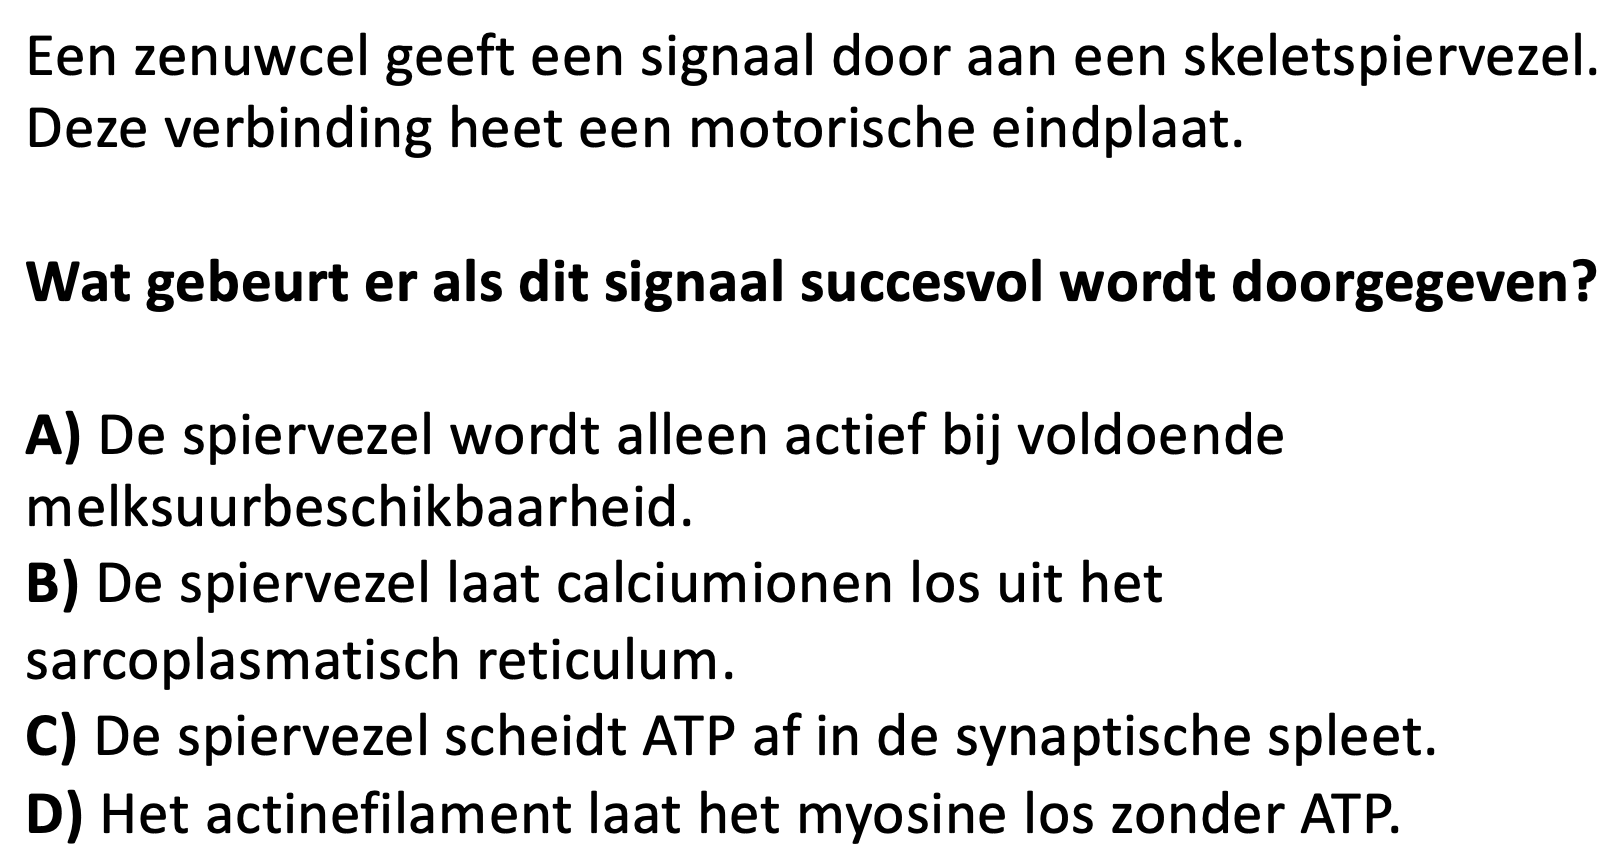 Een zenuwcel geeft een signaal door aan een skeletspiervezel.
Deze verbinding heet een motorische eindplaat.
Wat gebeurt er als dit signaal succesvol wordt doorgegeven?
A) De spiervezel wordt alleen actief bij voldoende
melksuurbeschikbaarheid.
B) De spiervezel laat calciumionen los uit het
sarcoplasmatisch reticulum.
C) De spiervezel scheidt ATP af in de synaptische spleet.
D) Het actinefilament laat het myosine los zonder ATP.